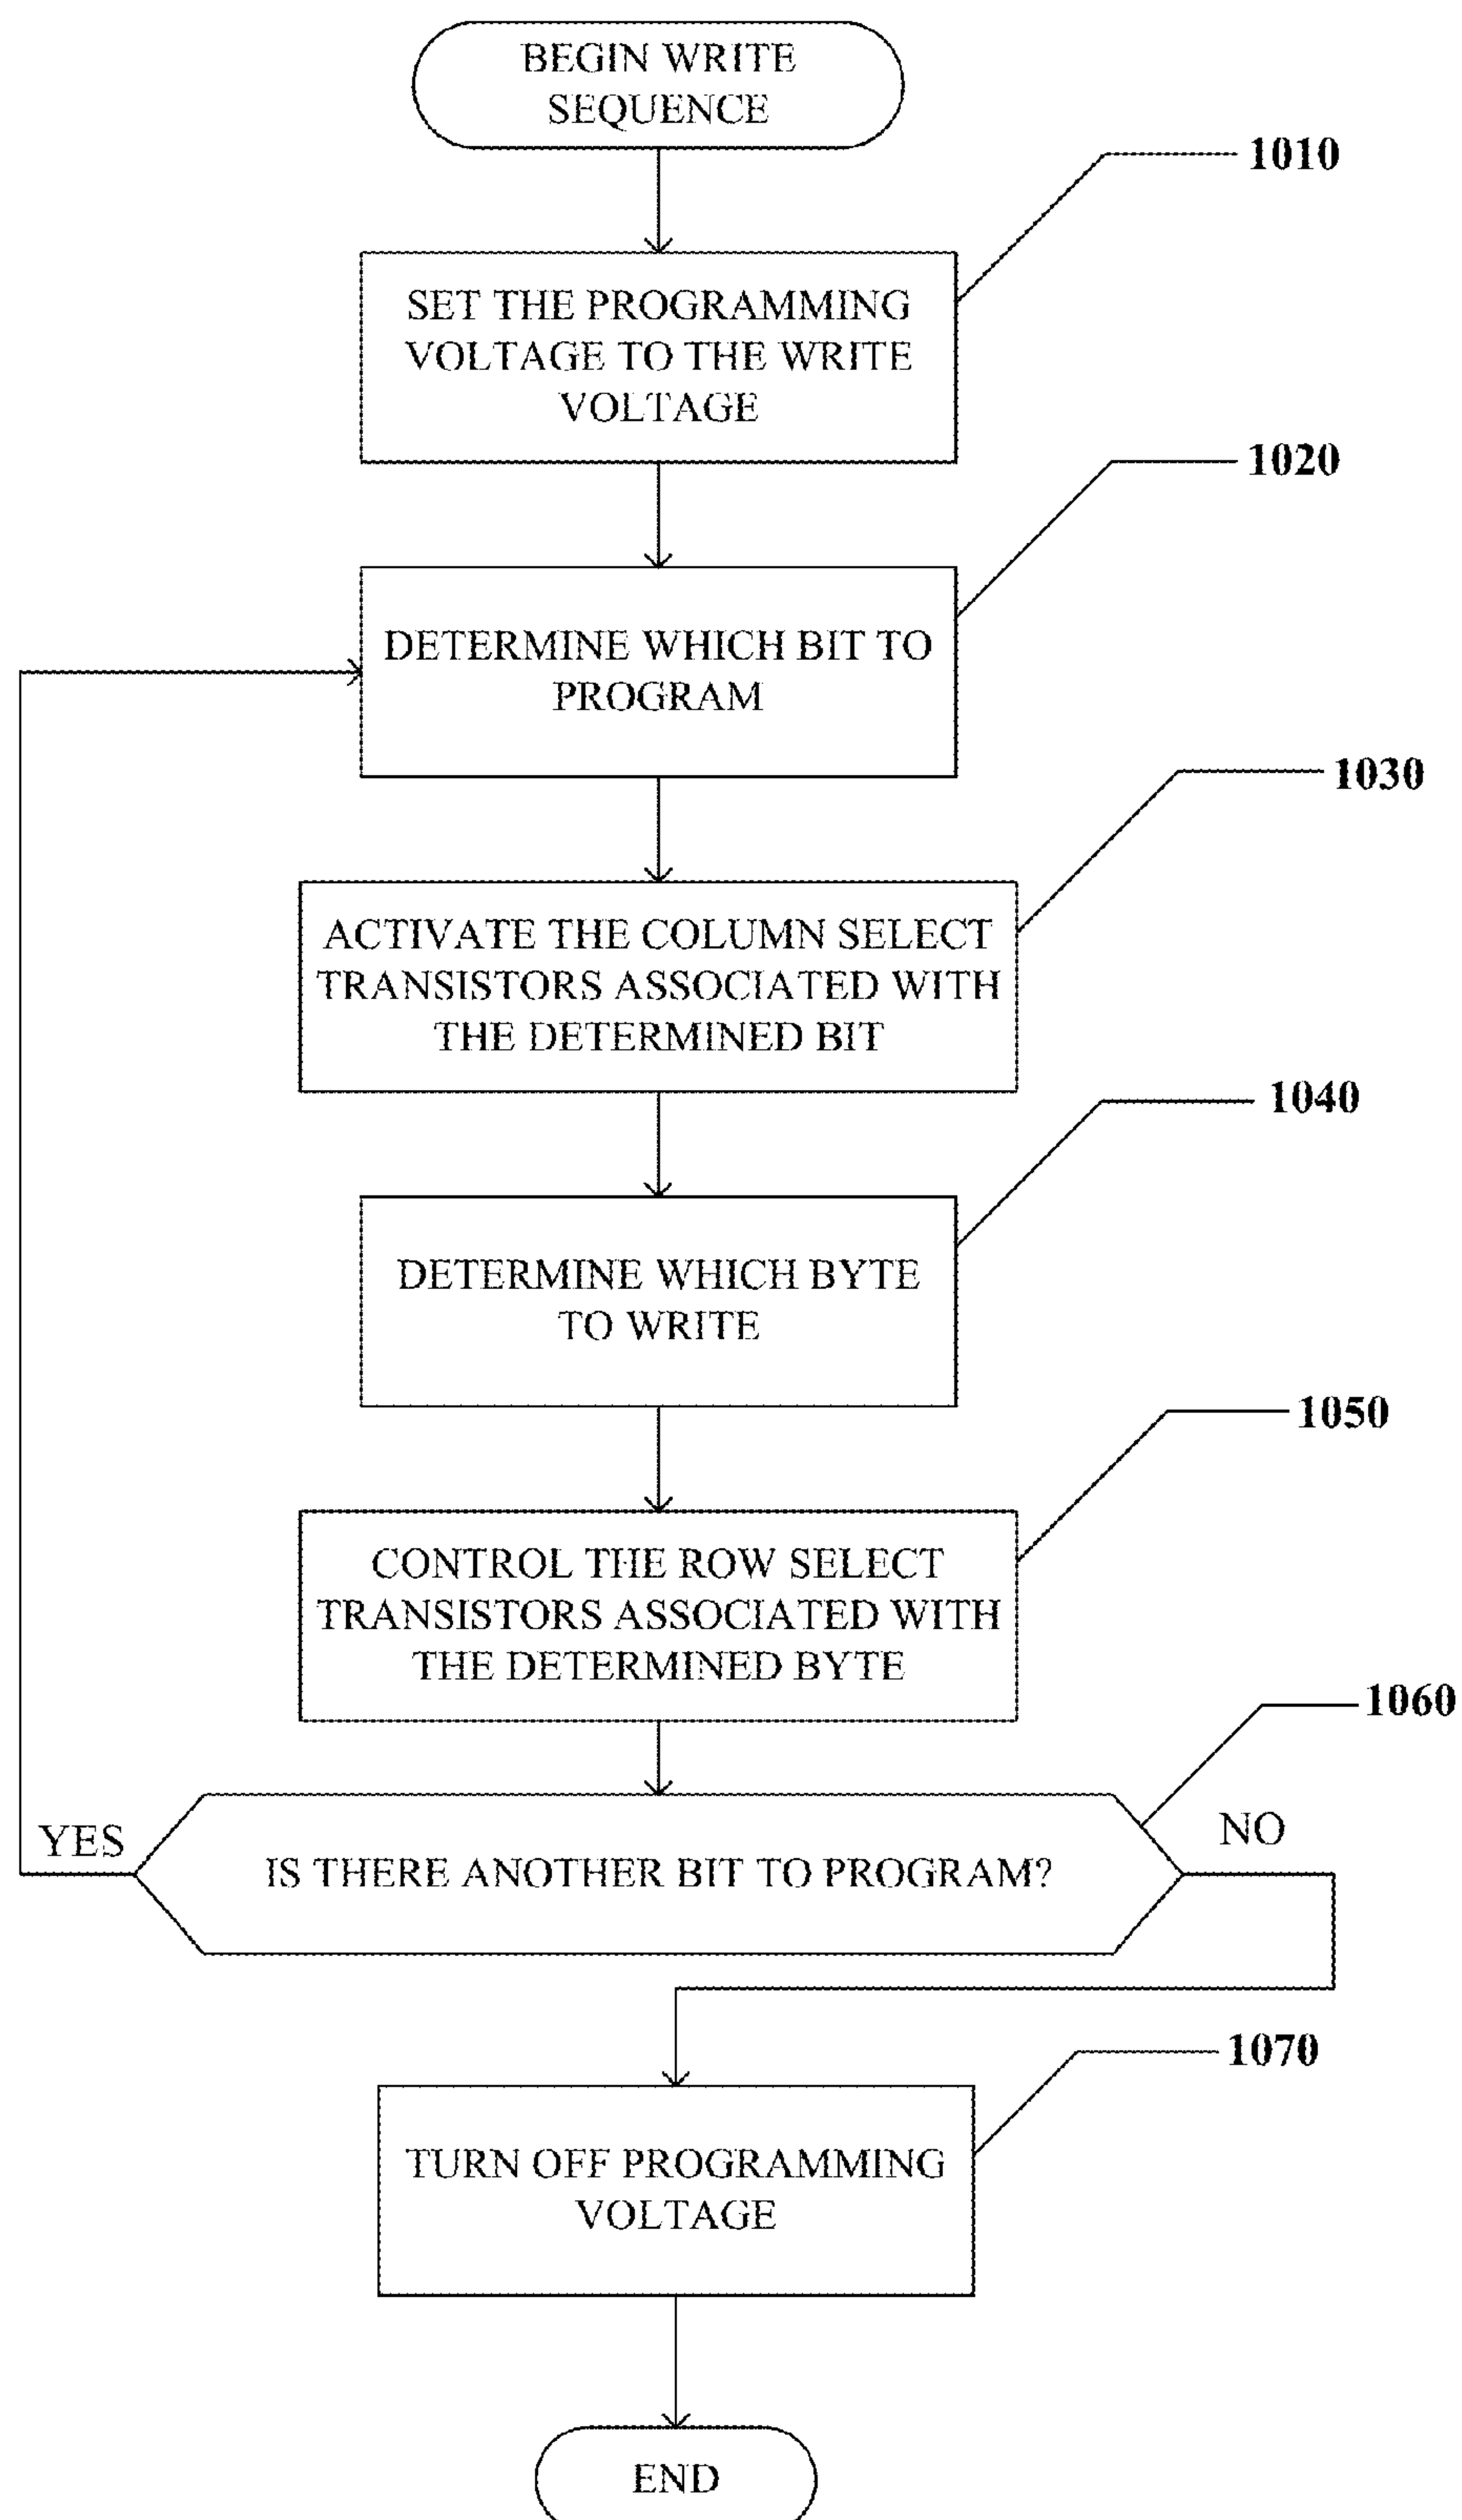 BEGIN WRITE
SEQUENCE
1010
SET THE PROGRAMMING
VOLTAGE TO THE WRITE
VOLTAGE
1020
DETERMINE WHICH BIT TO
PROGRAM
1030
ACTIVATE THE COLUMN SELECT
TRANSISTORS ASSOCIATED WITH
THE DETERMINED BIT
1040
DETERMINE WHICH BYTE
TO WRITE
1050
CONTROL THE ROW SELECT
TRANSISTORS ASSOCIATED WITH
THE DETERMINED BYTE
1060
YES
NO
IS THERE ANOTHER BIT TO PROGRAM?
1070
TURN OFF PROGRAMMING
VOLTAGE
END